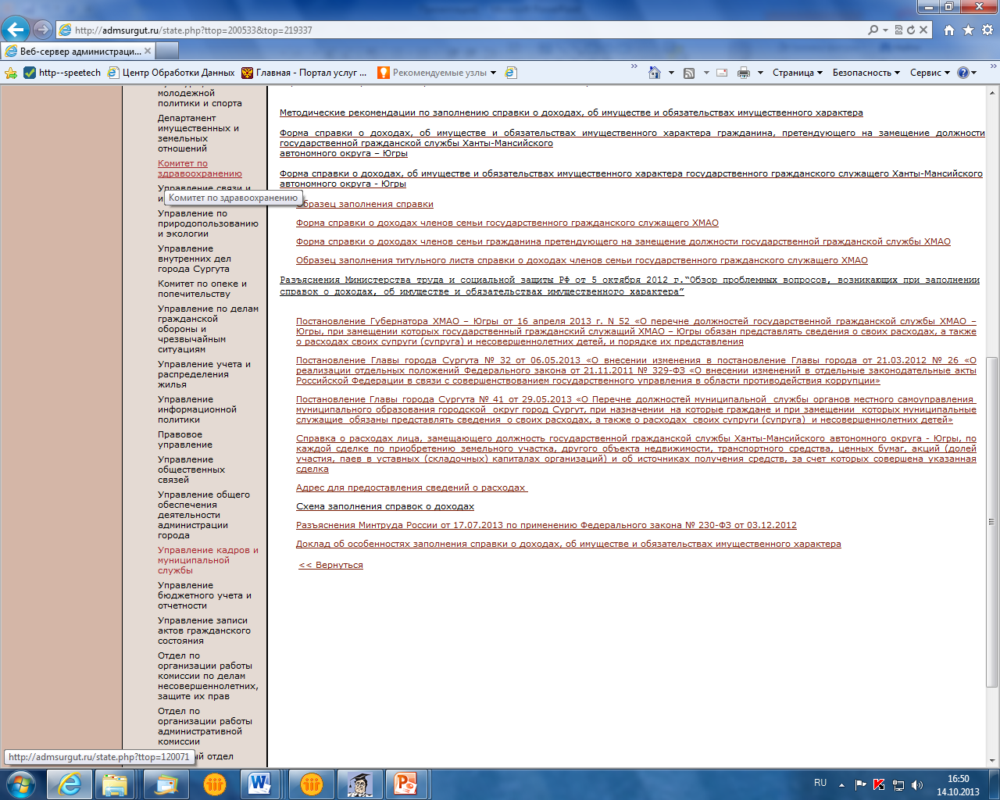 http://admsurgut.ru/state.php?ttop=200533&top=219337
Веб-сервер администраци...
http--speetech
Центр Обработки Данных
Главная - Портал услуг ...
Рекомендуемые узлы
Страница
Безопасность
Сервис
молодежной
политики и спорта
Департамент
имущественных и
земельных
отношений
Комитет по
здравоохранению
Управление связи и
Комитет по здравоохранению
Управление по
природопользованию
и экологии
Управление
внутренних дел
города Сургута
Комитет по опеке и
попечительству
Управление по делам
гражданской
обороны и
чрезвычайным
ситуациям
Управление учета и
распределения
жилья
Управление
информационной
политики
Правовое
управление
Управление
общественных
связей
Управление общего
обеспечения
деятельности
администрации
города
Управление кадров и
муниципальной
службы
Управление
бюджетного учета и
отчетности
Управление записи
актов гражданского
состояния
Отдел по
организации работы
комиссии по делам
несовершеннолетних,
защите их прав
Отдел по
организации работы
административной
комиссии
отдел
http://admsurgut.ru/state.php?ttop=120071
Методические рекомендации по заполнению справки о доходах, об имуществе и обязательствах имущественного характера
Форма справки о доходах, об имуществе и обязательствах имущественного характера гражданина, претендующего на замещение должности
государственной гражданской службы Ханты-Мансийского
автономного округа – Югры
Форма справки о доходах, об имуществе и обязательствах имущественного характера государственного гражданского служащего Ханты-Мансийского
автономного округа - Югры
Образец заполнения справки
Форма справки о доходах членов семьи государственного гражданского служащего ХМАО
Форма справки о доходах членов семьи гражданина претендующего на замещение должности государственной гражданской службы ХМАО
Образец заполнения титульного листа справки о доходах членов семьи государственного гражданского служащего ХМАО
Разъяснения Министерства труда и социальной защиты РФ от 5 октября 2012 г.“Обзор проблемных вопросов, возникающих при заполнении
справок о доходах, об имуществе и обязательствах имущественного характера”
Постановление Губернатора ХМАО – Югры от 16 апреля 2013 г. N 52 «О перечне должностей государственной гражданской службы ХМАО –
Югры, при замещении которых государственный гражданский служащий ХМАО – Югры обязан представлять сведения о своих расходах, а также
о расходах своих супруги (супруга) и несовершеннолетних детей, и порядке их представления
Постановление Главы города Сургута № 32 от 06.05.2013 «О внесении изменения в постановление Главы города от 21.03.2012 № 26 «О
реализации отдельных положений Федерального закона от 21.11.2011 № 329-ФЗ «О внесении изменений в отдельные законодательные акты
Российской Федерации в связи с совершенствованием государственного управления в области противодействия коррупции»
Постановление Главы города Сургута № 41 от 29.05.2013 «О Перечне должностей муниципальной службы органов местного самоуправления
муниципального образования городской округ город Сургут, при назначении на которые граждане и при замещении которых муниципальные
служащие обязаны представлять сведения о своих расходах, а также о расходах своих супруги (супруга) и несовершеннолетних детей»
Справка о расходах лица, замещающего должность государственной гражданской службы Ханты-Мансийского автономного округа - Югры, по
каждой сделке по приобретению земельного участка, другого объекта недвижимости, транспортного средства, ценных бумаг, акций (долей
участия, паев в уставных (складочных) капиталах организаций) и об источниках получения средств, за счет которых совершена указанная
сделка
Адрес для предоставления сведений о расходах
Схема заполнения справок о доходах
Разъяснения Минтруда России от 17.07.2013 по применению Федерального закона № 230-ФЗ от 03.12.2012
Доклад об особенностях заполнения справки о доходах, об имуществе и обязательствах имущественного характера
<< Вернуться
RU
16:50
14.10.2013